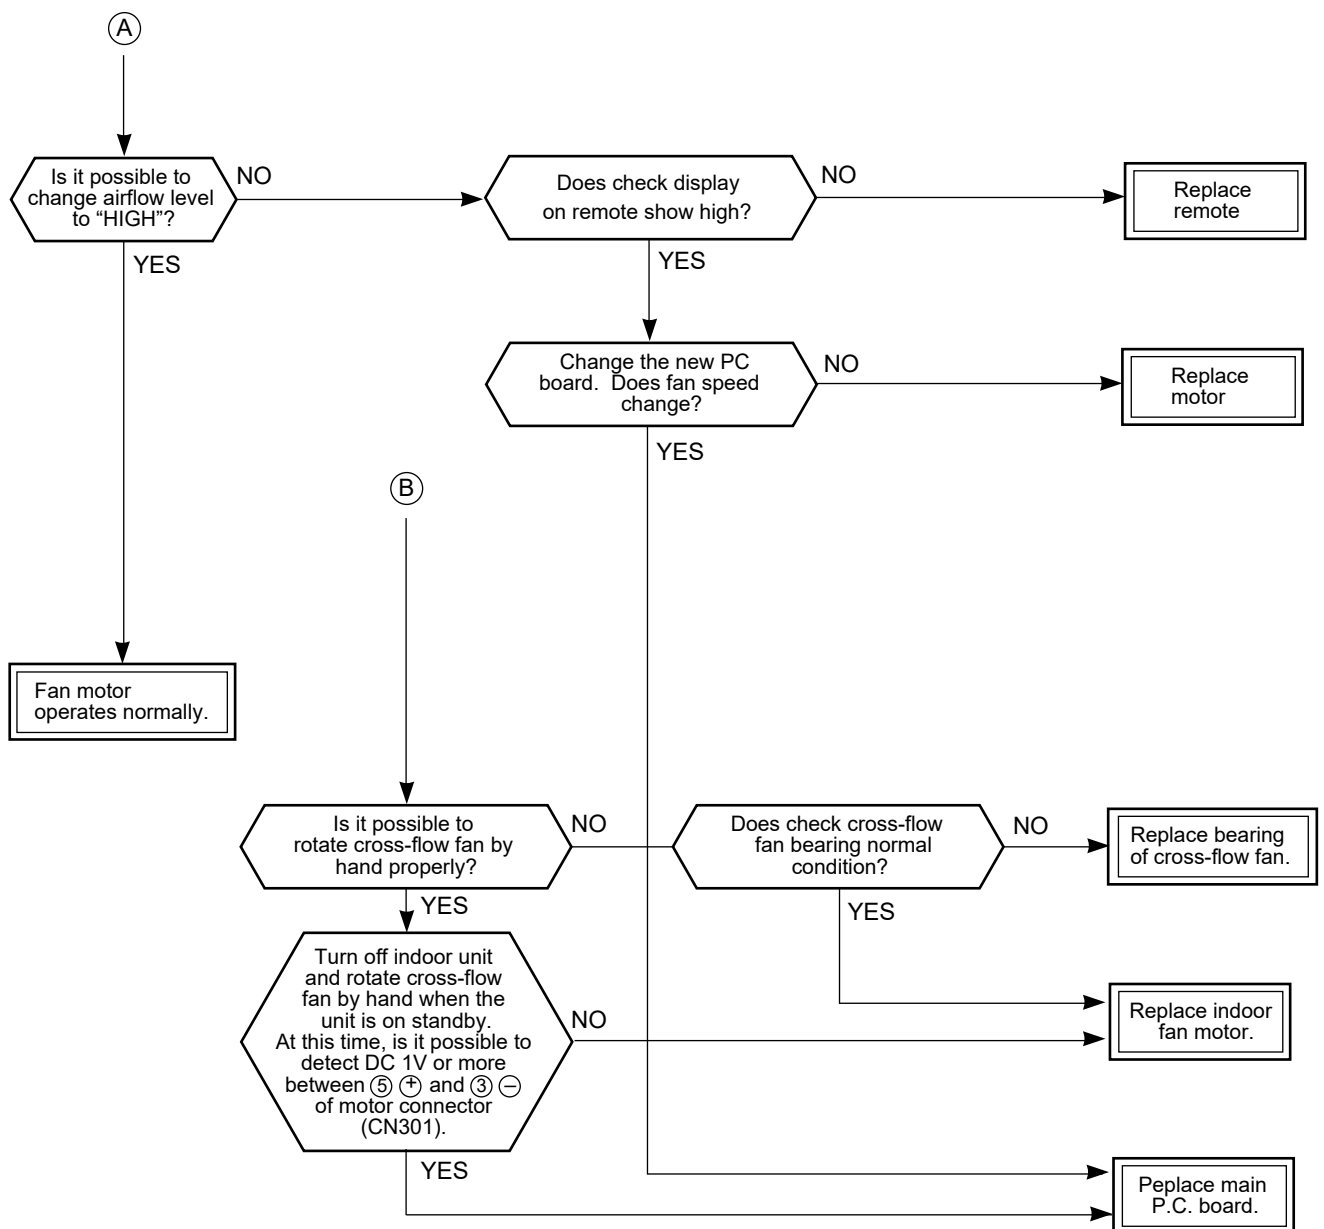 A
Is it possible to
change airflow level
to “HIGH”?
NO
YES
Does check display
on remote show high?
NO
YES
Replace
remote
Change the new PC
board. Does fan speed
change?
NO
YES
Replace
motor
B
Fan motor
operates normally.
Is it possible to
rotate cross-flow fan by
hand properly?
NO
YES
Does check cross-flow
fan bearing normal
condition?
NO
YES
Replace bearing
of cross-flow fan.
Turn off indoor unit
and rotate cross-flow
fan by hand when the
unit is on standby.
At this time, is it possible to
detect DC 1V or more
between ⑤ ⊕ and ③ ⊖
of motor connector
(CN301).
NO
YES
Replace indoor
fan motor.
Peplace main
P.C. board.